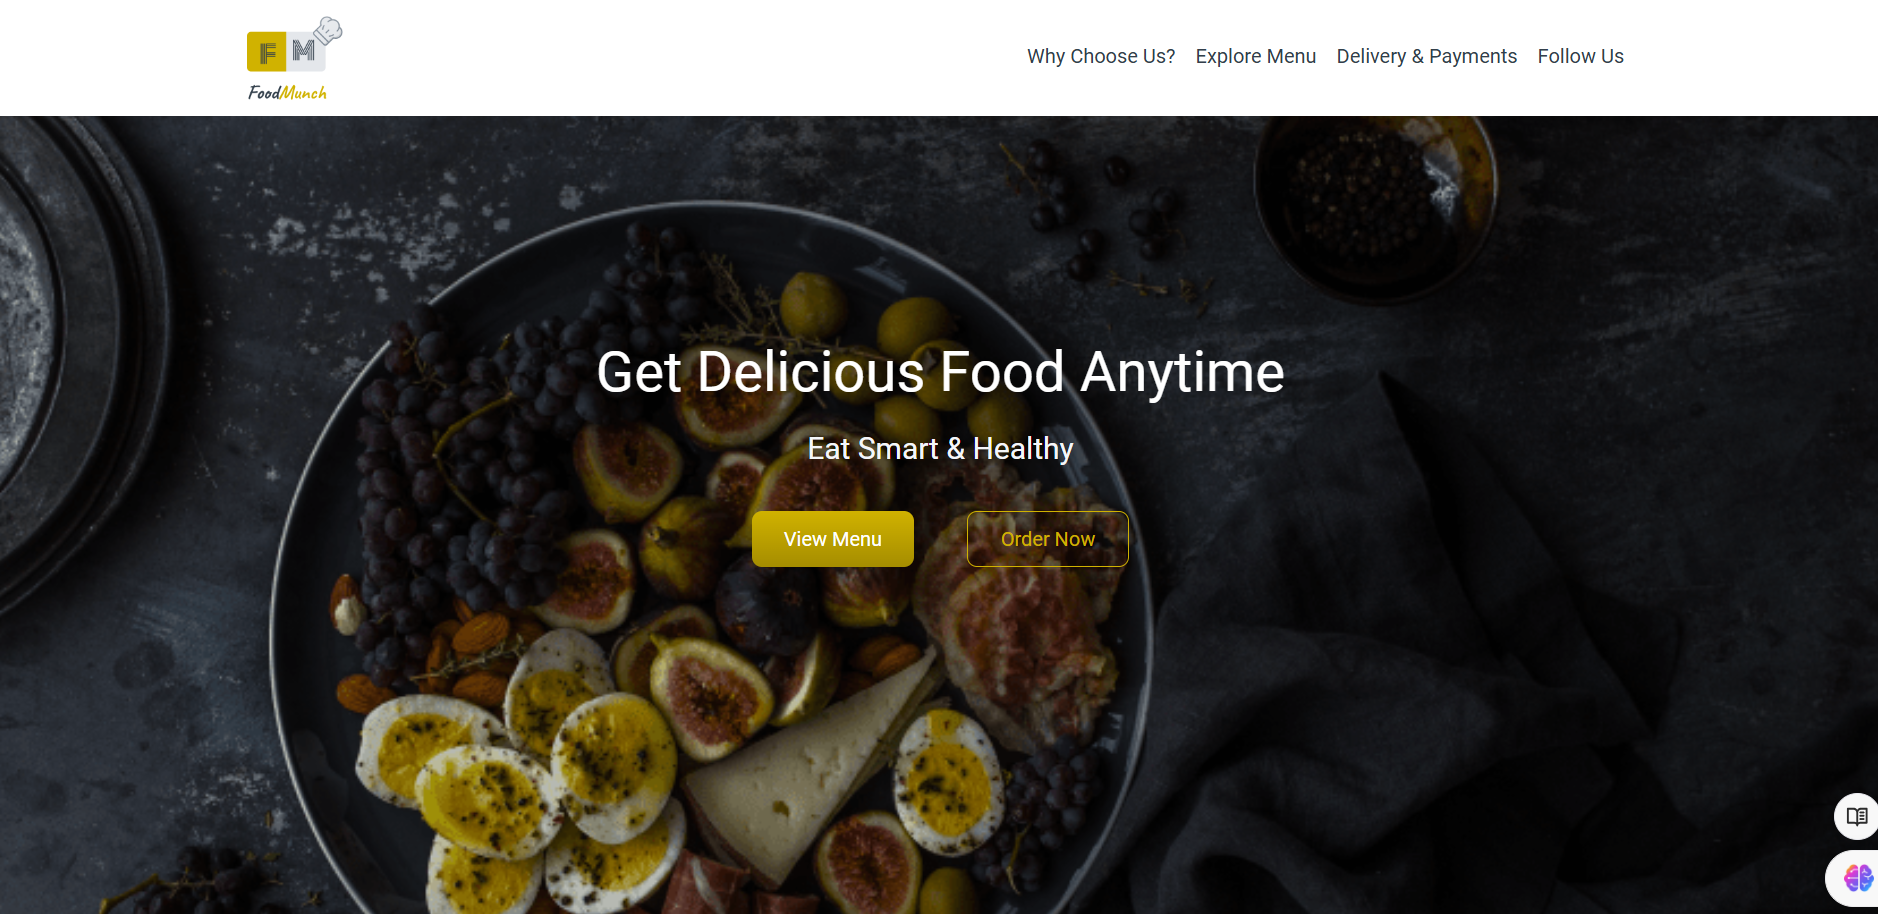 FM
FoodMunch
Why Choose Us? Explore Menu Delivery & Payments Follow Us
Get Delicious Food Anytime
Eat Smart & Healthy
View Menu Order Now